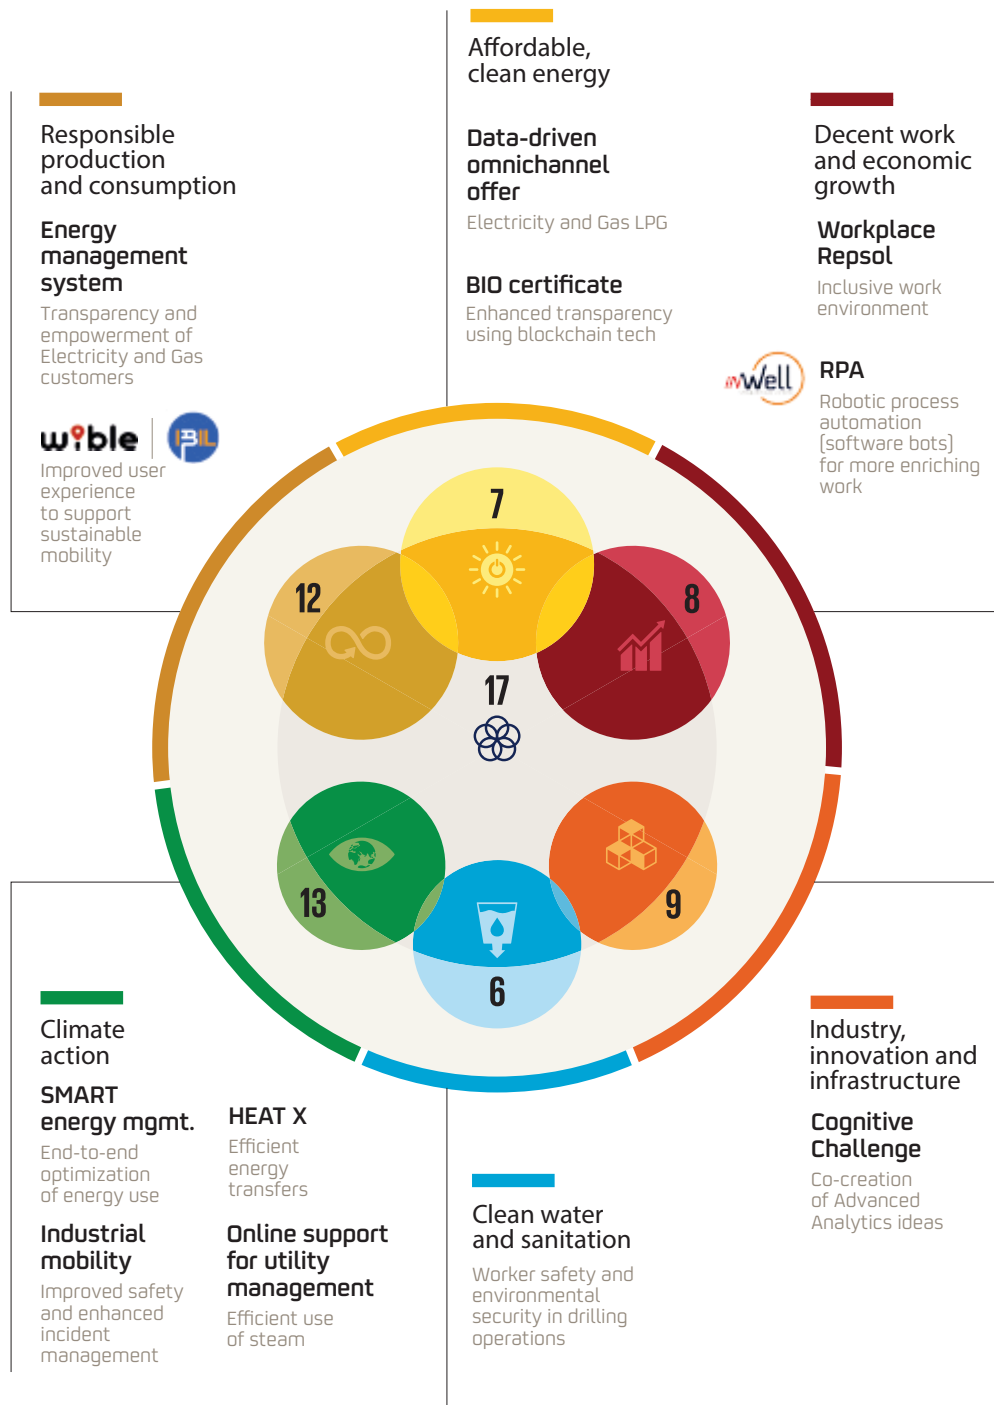 Affordable,
clean energy
Data-driven
omnichannel
offer
Electricity and Gas LPG
BIO certificate
Enhanced transparency
using blockchain tech
Responsible
production
and consumption
Energy
management
system
Transparency and
empowerment of
Electricity and Gas
customers
wible
IBIL
Improved user
experience
to support
sustainable
mobility
Decent work
and economic
growth
Workplace
Repsol
Inclusive work
environment
inWell
RPA
Robotic process
automation
(software bots)
for more enriching
work
7
12
8
17
13
9
6
Climate
action
SMART
energy mgmt.
End-to-end
optimization
of energy use
Industrial
mobility
Improved safety
and enhanced
incident
management
HEAT X
Efficient
energy
transfers
Online support
for utility
management
Efficient use
of steam
Clean water
and sanitation
Worker safety and
environmental
security in drilling
operations
Industry,
innovation and
infrastructure
Cognitive
Challenge
Co-creation
of Advanced
Analytics ideas